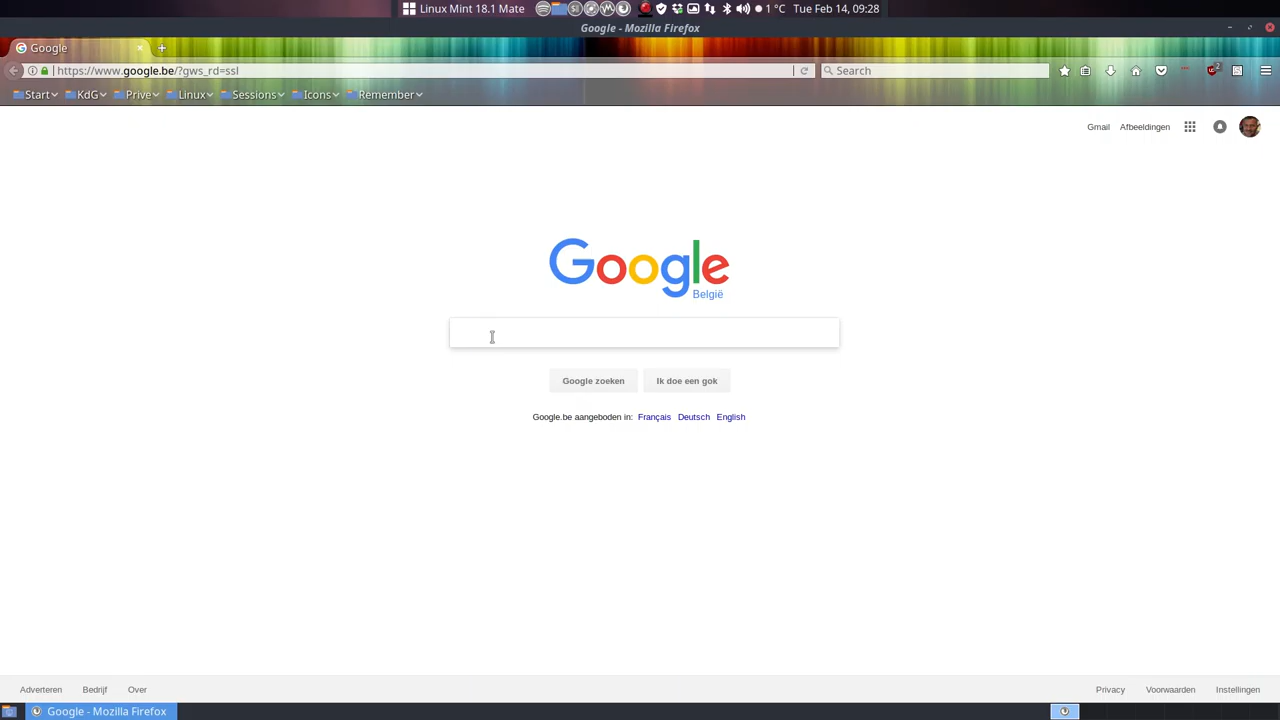 Linux Mint 18.1 Mate 1 °C Tue Feb 14, 09:28
Google - Mozilla Firefox
Google
https://www.google.be/?gws_rd=ssl Search 2
Start KdG Prive Linux Sessions Icons Remember
Gmail Afbeeldingen
Google
België
Google zoeken Ik doe een gok
Google.be aangeboden in: Français Deutsch English
Adverteren Bedrijf Over Privacy Voorwaarden Instellingen
Google - Mozilla Firefox